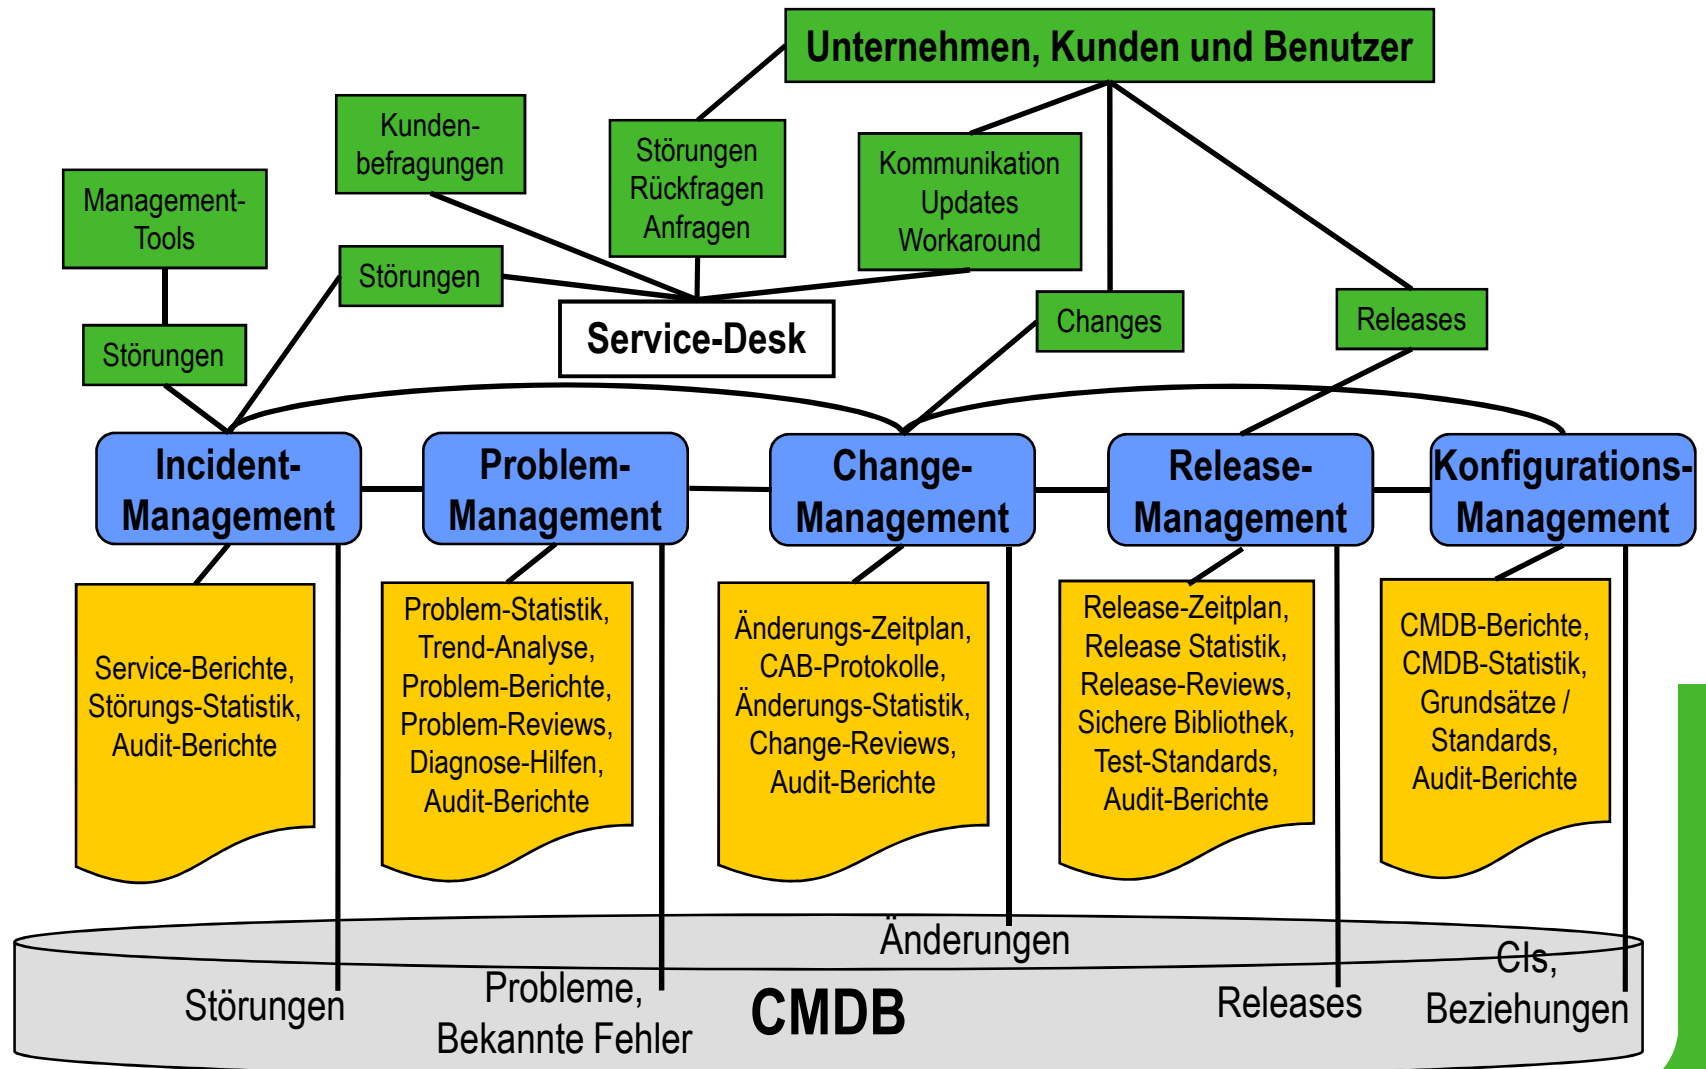 Unternehmen, Kunden und Benutzer
Kunden-
befragungen
Störungen
Rückfragen
Anfragen
Kommunikation
Updates
Workaround
Management-
Tools
Störungen
Changes
Releases
Störungen
Service-Desk
Incident-
Management
Problem-
Management
Change-
Management
Release-
Management
Konfigurations-
Management
Service-Berichte,
Störungs-Statistik,
Audit-Berichte
Problem-Statistik,
Trend-Analyse,
Problem-Berichte,
Problem-Reviews,
Diagnose-Hilfen,
Audit-Berichte
Änderungs-Zeitplan,
CAB-Protokolle,
Änderungs-Statistik,
Change-Reviews,
Audit-Berichte
Release-Zeitplan,
Release Statistik,
Release-Reviews,
Sichere Bibliothek,
Test-Standards,
Audit-Berichte
CMDB-Berichte,
CMDB-Statistik,
Grundsätze /
Standards,
Audit-Berichte
Störungen
Probleme,
Bekannte Fehler
Änderungen
CMDB
Releases
CIs,
Beziehungen